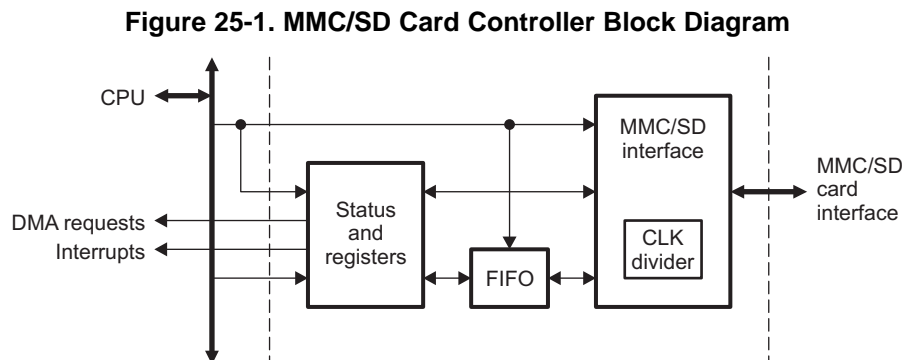 Figure 25-1. MMC/SD Card Controller Block Diagram
CPU
MMC/SD
interface
MMC/SD
card
interface
Status
and
registers
DMA requests
Interrupts
CLK
divider
FIFO